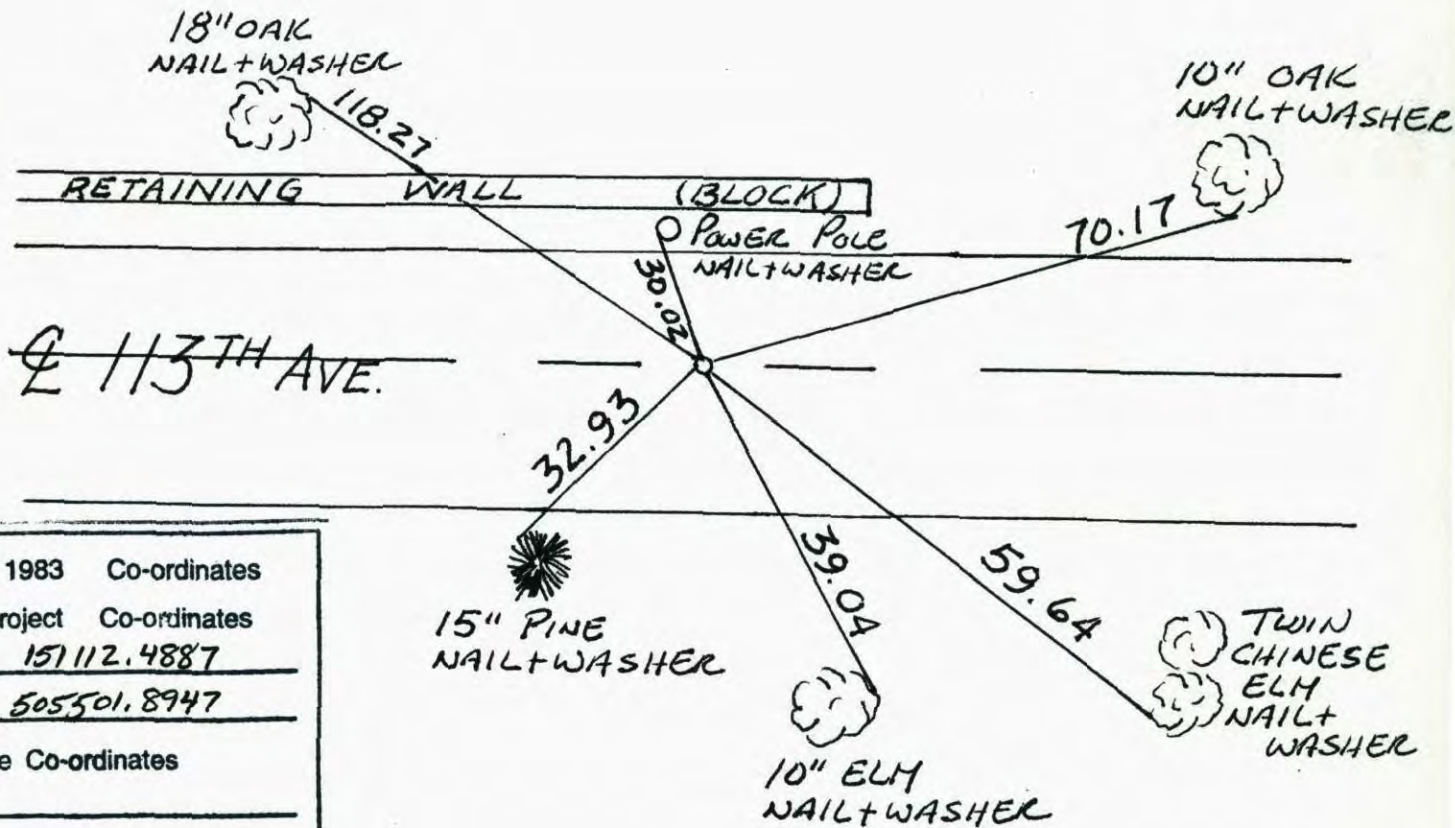 18" OAK
NAIL + WASHER
118.27
10" OAK
NAIL + WASHER
RETAINING WALL (BLOCK)
70.17
POWER POLE
NAIL + WASHER
30.02
℄ 113TH AVE.
32.93
39.04
59.64
15" PINE
NAIL + WASHER
TWIN
CHINESE
ELM
NAIL +
WASHER
10" ELM
NAIL + WASHER
1983 Co-ordinates
roject Co-ordinates
151112.4887
505501.8947
e Co-ordinates